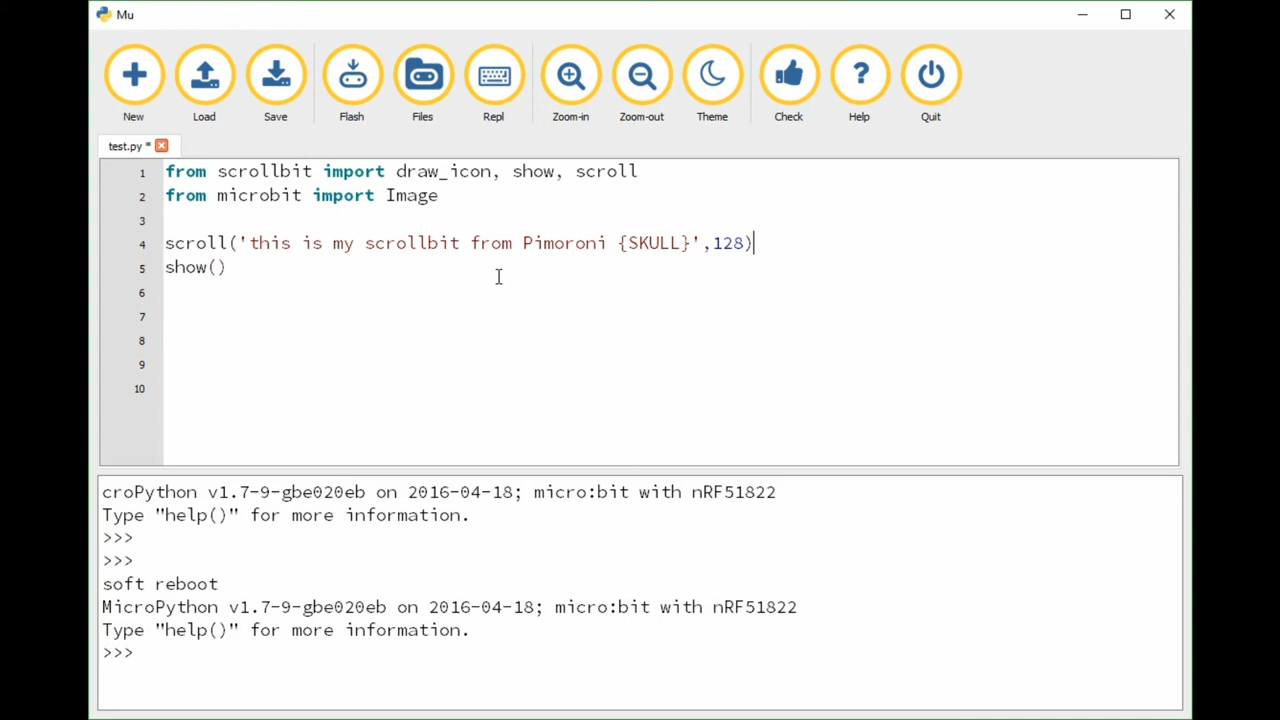 Mu
New Load Save Flash Files Repl Zoom-in Zoom-out Theme Check Help Quit
test.py *
1 from scrollbit import draw_icon, show, scroll
2 from microbit import Image
3
4 scroll('this is my scrollbit from Pimoroni {SKULL}',128)
5 show()
6
7
8
9
10
croPython v1.7-9-gbe020eb on 2016-04-18; micro:bit with nRF51822
Type "help()" for more information.
>>>
>>>
soft reboot
MicroPython v1.7-9-gbe020eb on 2016-04-18; micro:bit with nRF51822
Type "help()" for more information.
>>>